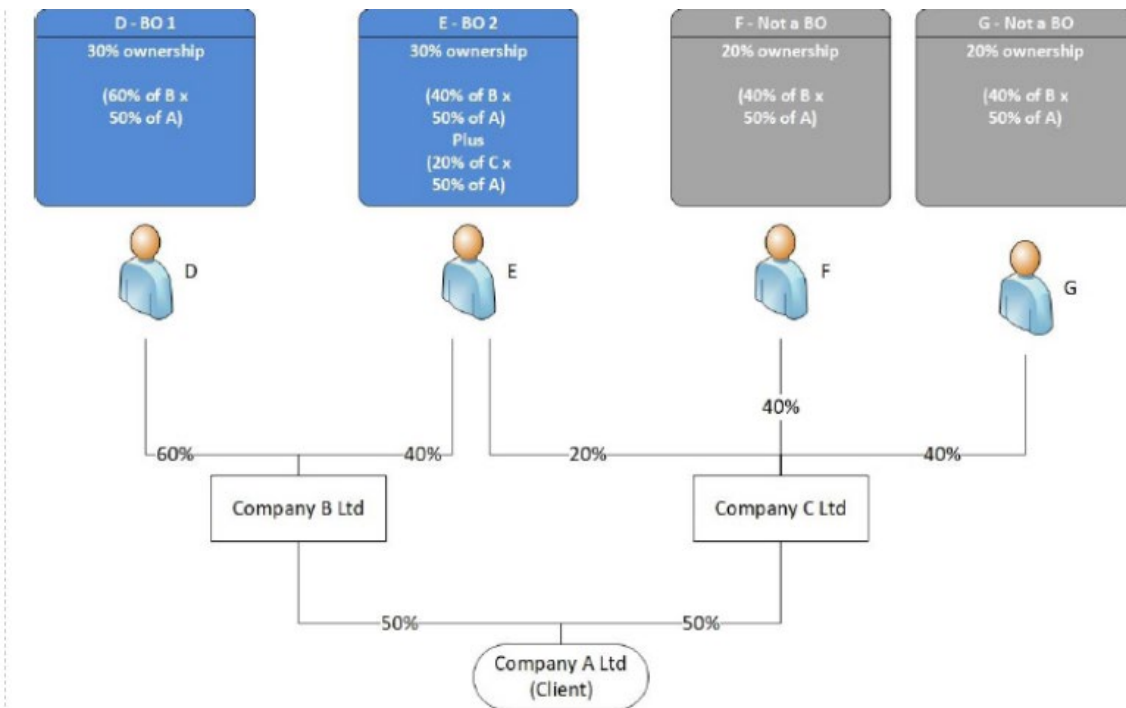 D - BO 1
30% ownership
(60% of B x
50% of A)
E - BO 2
30% ownership
(40% of B x
50% of A)
Plus
(20% of C x
50% of A)
F - Not a BO
20% ownership
(40% of B x
50% of A)
G - Not a BO
20% ownership
(40% of B x
50% of A)
D
E
F
G
40%
60%
40%
20%
40%
Company B Ltd
Company C Ltd
50%
50%
Company A Ltd
(Client)